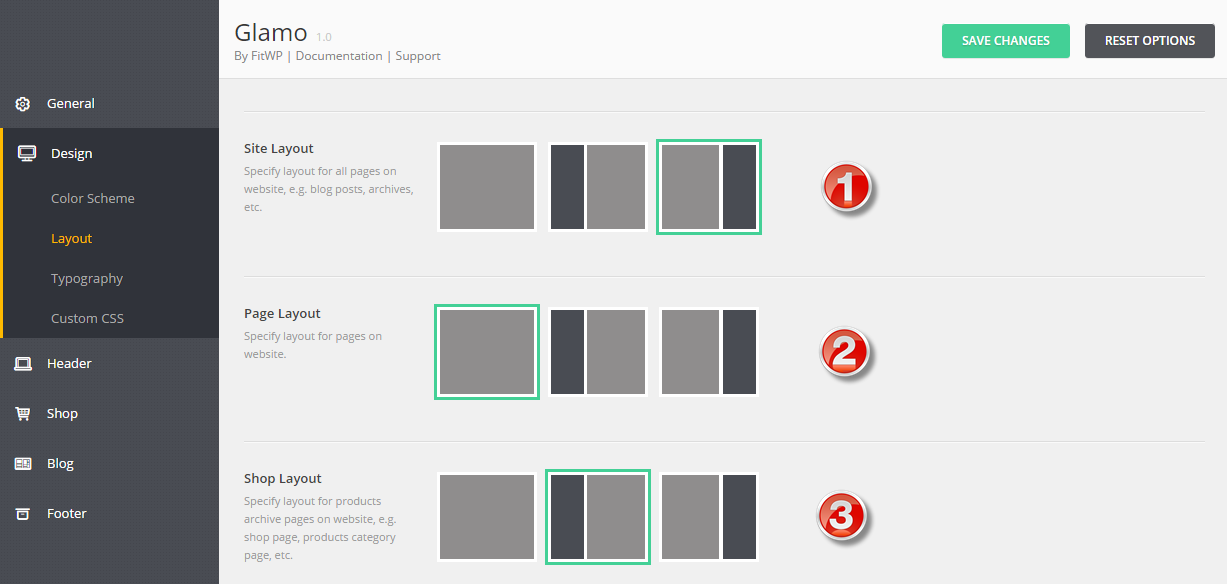 Glamo 1.0
By FitWP | Documentation | Support
SAVE CHANGES
RESET OPTIONS
General
Design
Color Scheme
Layout
Typography
Custom CSS
Header
Shop
Blog
Footer
Site Layout
Specify layout for all pages on
website, e.g. blog posts, archives,
etc.
1
Page Layout
Specify layout for pages on
website.
2
Shop Layout
Specify layout for products
archive pages on website, e.g.
shop page, products category
page, etc.
3